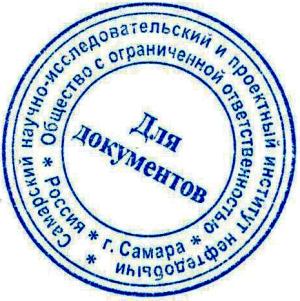 Самарский научно-исследовательский и проектный институт нефтедобычи *
Общество с ограниченной ответственностью
* г. Самара * Россия *
Для
документов